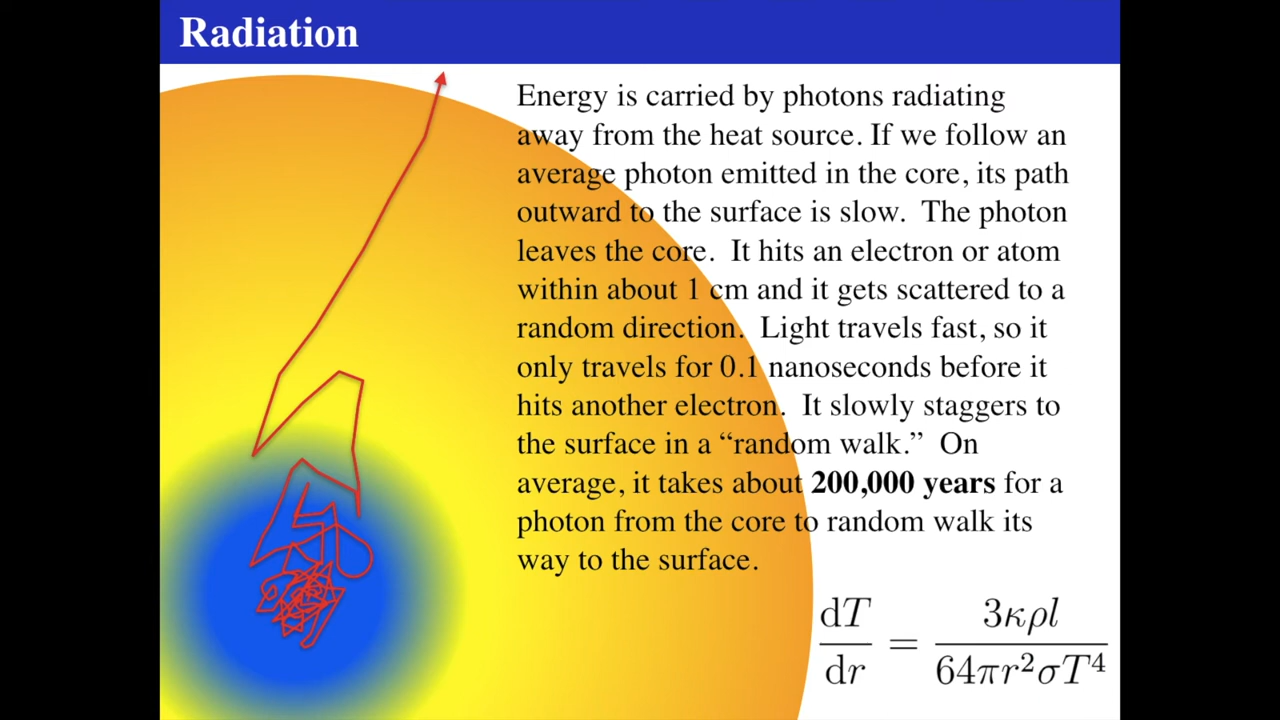 Radiation
Energy is carried by photons radiating
away from the heat source. If we follow an
average photon emitted in the core, its path
outward to the surface is slow. The photon
leaves the core. It hits an electron or atom
within about 1 cm and it gets scattered to a
random direction. Light travels fast, so it
only travels for 0.1 nanoseconds before it
hits another electron. It slowly staggers to
the surface in a “random walk.” On
average, it takes about 200,000 years for a
photon from the core to random walk its
way to the surface.
dT/dr = 3κρl/64πr²σT⁴